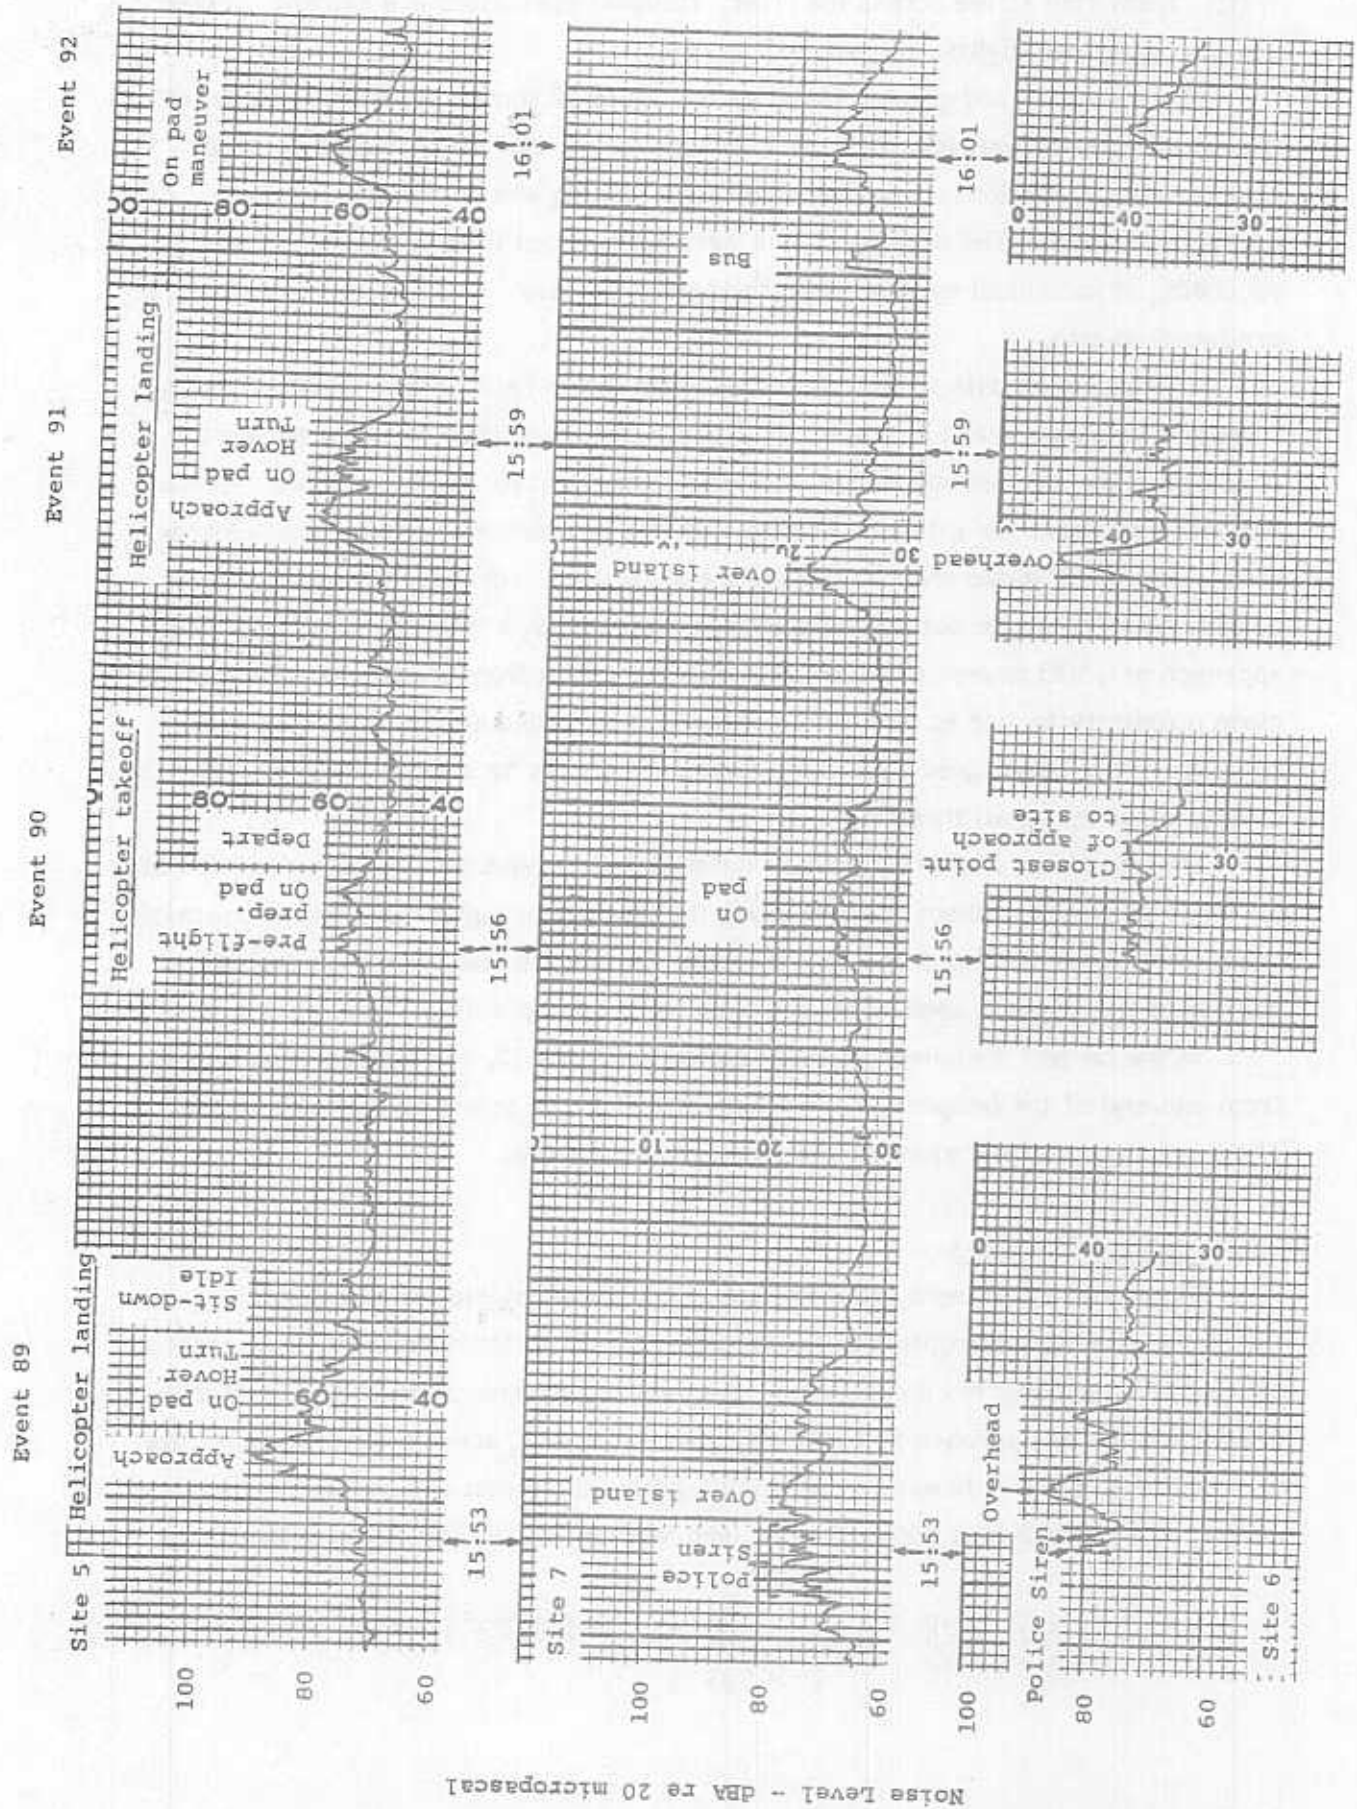 Event 89
Event 90
Event 91
Event 92
Site 5
Helicopter landing
Approach
On pad
Hover
Turn
Sit-down
Idle
Helicopter takeoff
Pre-flight
prep.
On pad
Depart
Helicopter landing
Approach
On pad
Hover
Turn
On pad
maneuver
100
80
60
60
40
80
60
40
80
60
40
15:53
15:56
15:59
16:01
Site 7
Police
Siren
Over island
On
pad
Over island
Bus
100
80
60
0
10
20
30
20
30
15:53
15:56
15:59
16:01
Overhead
Police Siren
Closest point
of approach
to site
Overhead
100
80
60
0
40
30
30
40
30
0
40
30
Site 6
Noise Level - dBA re 20 micropascal